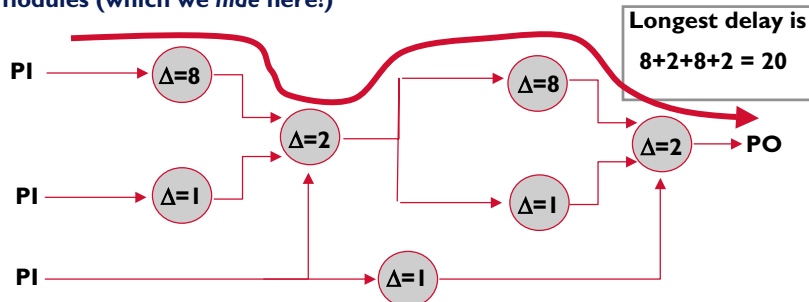 nodules (which we hide here!)
Longest delay is
8+2+8+2 = 20
PI
Δ=8
Δ=8
Δ=2
Δ=2
PO
PI
Δ=1
Δ=1
PI
Δ=1